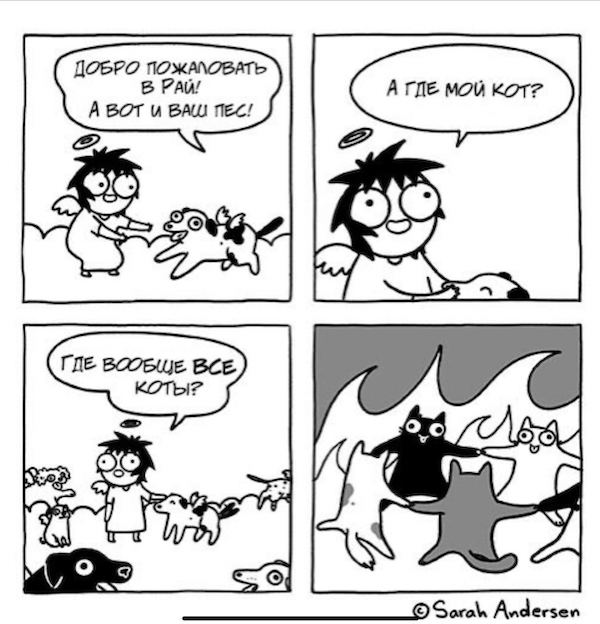 ДОБРО ПОЖАЛОВАТЬ
В РАЙ!
А ВОТ И ВАШ ПЕС!
А ГДЕ МОЙ КОТ?
ГДЕ ВООБЩЕ ВСЕ
КОТЫ?
© Sarah Andersen